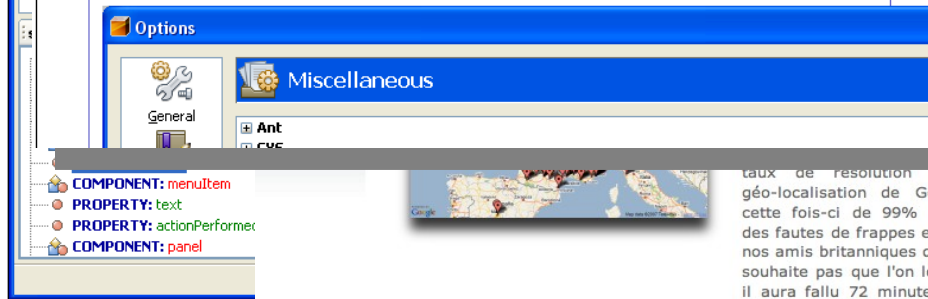 Options
Miscellaneous
General
Ant
COMPONENT: menuItem
PROPERTY: text
PROPERTY: actionPerformed
COMPONENT: panel
Google
taux de résolution
géo-localisation de G
cette fois-ci de 99%
des fautes de frappes e
nos amis britanniques
souhaite pas que l'on l
il aura fallu 72 minute